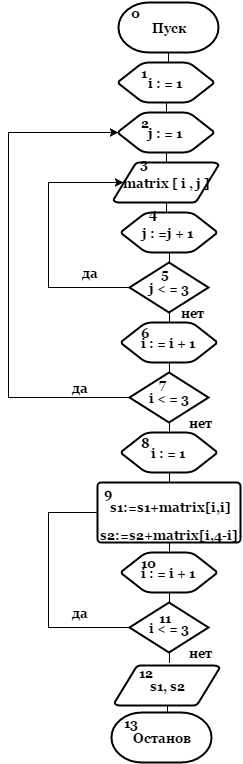 0
Пуск
1
i : = 1
2
j : = 1
3
matrix [ i , j ]
4
j : =j + 1
5
да
j < = 3
нет
6
i : = i + 1
7
да
i < = 3
нет
8
i : = 1
9
s1:=s1+matrix[i,i]
s2:=s2+matrix[i,4-i]
10
i : = i + 1
11
да
i < = 3
нет
12
s1, s2
13
Останов